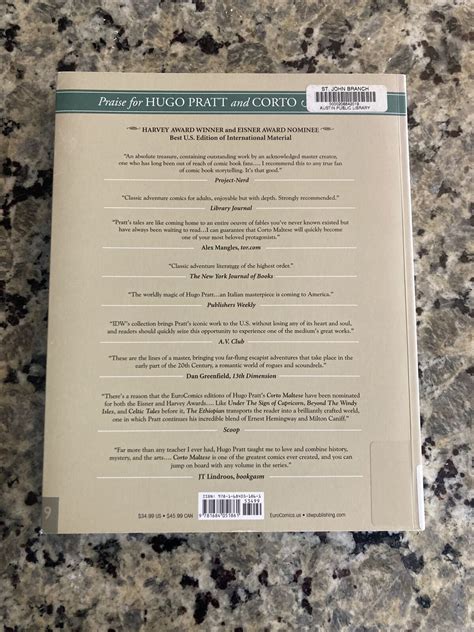 Praise for HUGO PRATT and CORTO
ST. JOHN BRANCH
AUSTIN PUBLIC LIBRARY
HARVEY AWARD WINNER and EISNER AWARD NOMINEE
Best U.S. Edition of International Material
"An absolute treasure, containing outstanding work by an acknowledged master creator,
one who has long been out of reach of comic book fans.... I recommend this to any true fan
of comic book storytelling. It's that good."
Project-Nerd
"Classic adventure comics for adults, enjoyable but with depth. Strongly recommended."
Library Journal
"Pratt's tales are like coming home to an entire oeuvre of fables you've never known existed but
have always been waiting to read....I can guarantee that Corto Maltese will quickly become
one of your most beloved protagonists."
Alex Mangles, tor.com
"Classic adventure literature of the highest order."
The New York Journal of Books
"The worldly magic of Hugo Pratt...an Italian masterpiece is coming to America."
Publishers Weekly
"IDW's collection brings Pratt's iconic work to the U.S. without losing any of its heart and soul,
and readers should quickly seize this opportunity to experience one of the medium's great works."
A.V. Club
"These are the lines of a master, bringing you far-flung escapist adventures that take place in the
early part of the 20th Century, a romantic world of rogues and scoundrels."
Dan Greenfield, 13th Dimension
"There's a reason that the EuroComics editions of Hugo Pratt's Corto Maltese have been nominated
for both the Eisner and Harvey Awards.... Like Under The Sign of Capricorn, Beyond The Windy
Isles, and Celtic Tales before it, The Ethiopian transports the reader into a brilliantly crafted world,
one in which Pratt continues his incredible blend of Ernest Hemingway and Milton Caniff."
Scoop
"Far more than any teacher I ever had, Hugo Pratt taught me to love and combine history,
mystery, and the arts.... Corto Maltese is one of the greatest comics ever created, and you can
jump on board with any volume in the series."
JT Lindroos, bookgasm
9
$34.99 US • $45.99 CAN
ISBN: 978-1-68405-186-1
53499
9781684051861
EuroComics.us • idwpublishing.com